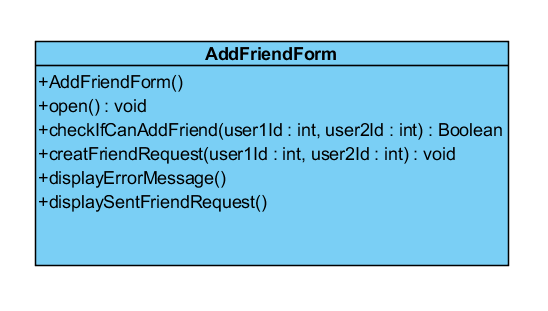 AddFriendForm
+AddFriendForm()
+open() : void
+checkIfCanAddFriend(user1Id : int, user2Id : int) : Boolean
+creatFriendRequest(user1Id : int, user2Id : int) : void
+displayErrorMessage()
+displaySentFriendRequest()